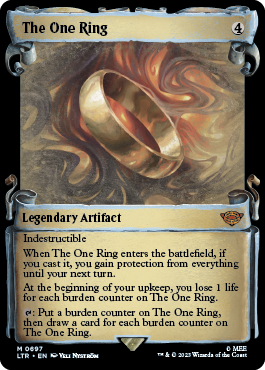 The One Ring 4
Legendary Artifact
Indestructible
When The One Ring enters the battlefield, if
you cast it, you gain protection from everything
until your next turn.
At the beginning of your upkeep, you lose 1 life
for each burden counter on The One Ring.
: Put a burden counter on The One Ring,
then draw a card for each burden counter
on The One Ring.
M 0697
LTR • EN VELI NYSTRÖM
© MEE
™ & © 2023 Wizards of the Coast